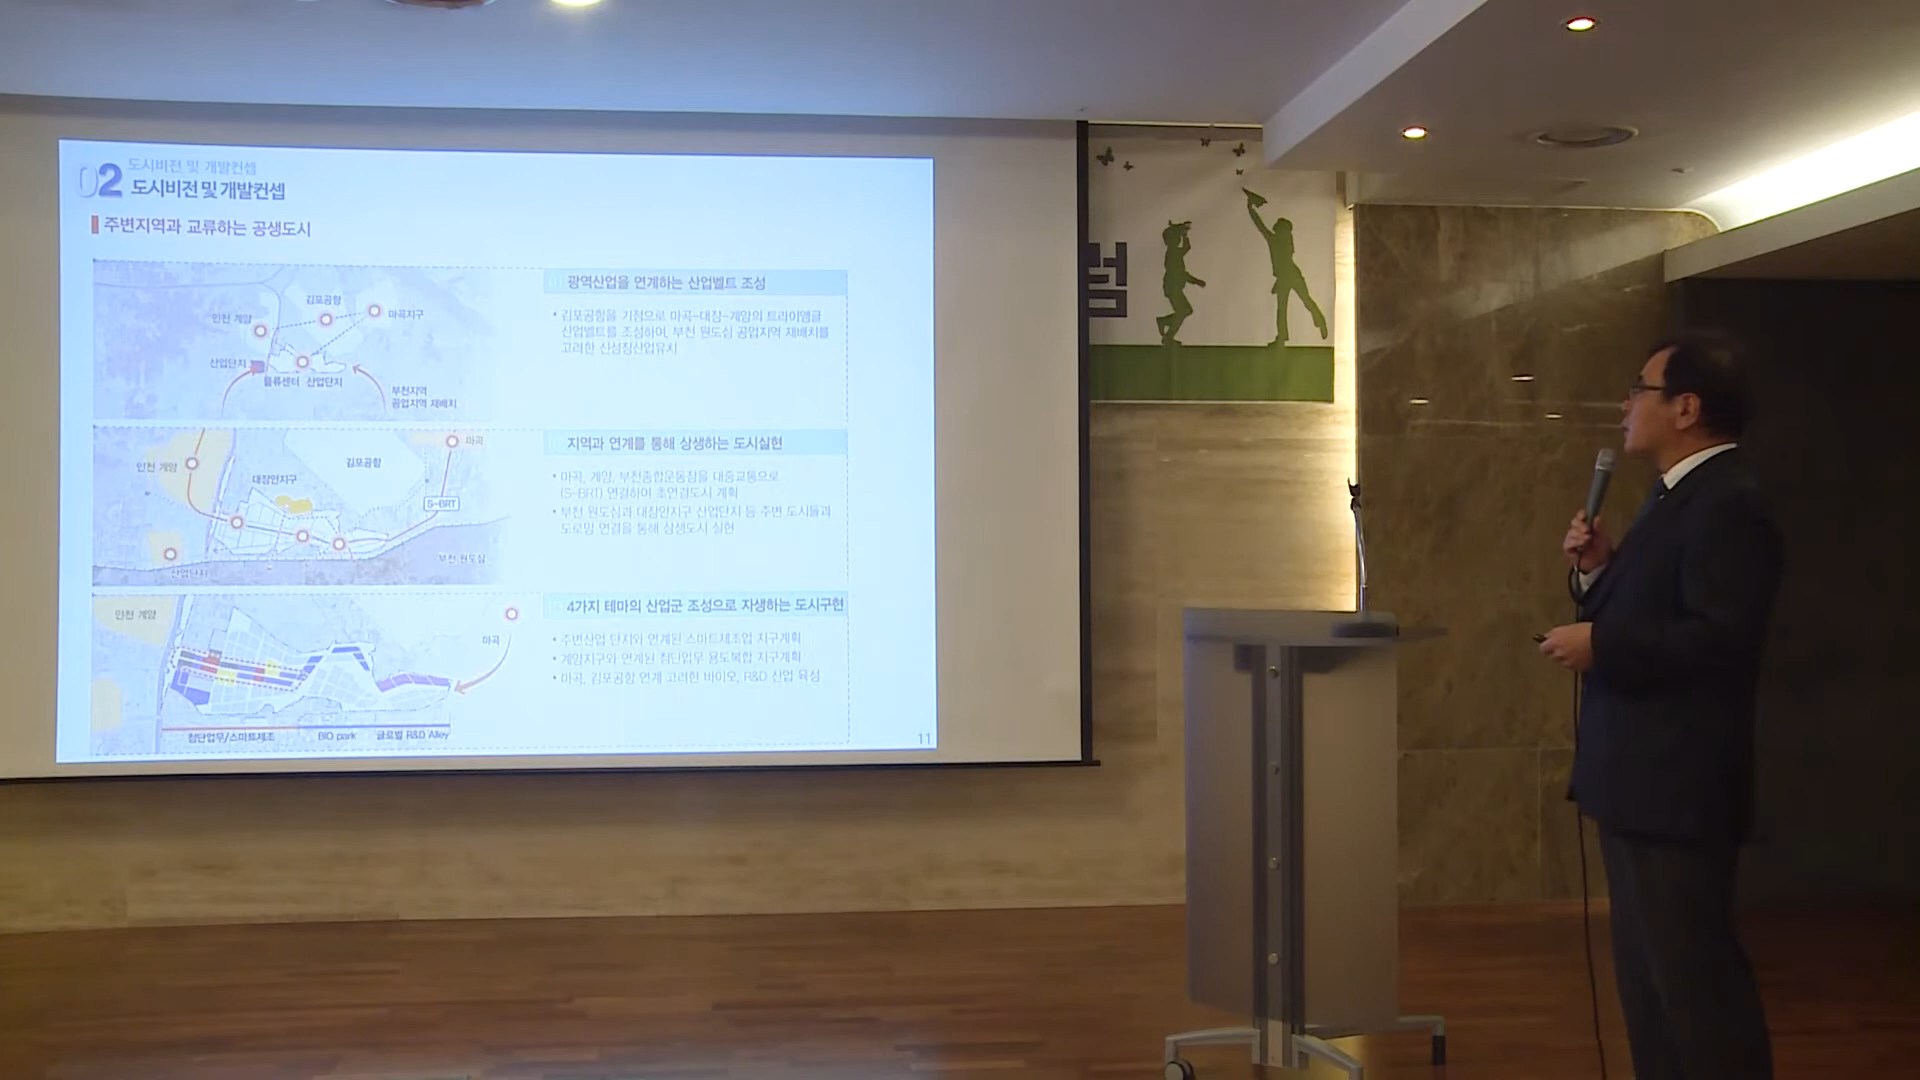 02 도시비전 및 개발컨셉
도시비전 및 개발컨셉
주변지역과 교류하는 공생도시
김포공항
인천 계양
마곡지구
산업단지
물류센터 산업단지
부천지역
공업지역 재배치
광역산업을 연계하는 산업벨트 조성
• 김포공항을 기점으로 마곡-대장-계양의 트라이앵글
산업벨트를 조성하여, 부천 원도심 공업지역 재배치를
고려한 신성장산업유치
마곡
인천 계양
김포공항
대장안지구
S-BRT
부천 원도심
산업단지
지역과 연계를 통해 상생하는 도시실현
• 마곡, 계양, 부천종합운동장을 대중교통으로
(S-BRT) 연결하여 초연결도시 계획
• 부천 원도심과 대장안지구 산업단지 등 주변 도시들과
도로망 연결을 통해 상생도시 실현
인천 계양
마곡
첨단업무/스마트제조 BIO park 글로벌 R&D Alley
4가지 테마의 산업군 조성으로 자생하는 도시구현
• 주변산업 단지와 연계된 스마트제조업 지구계획
• 계양지구와 연계된 첨단업무 용도복합 지구계획
• 마곡, 김포공항 연계 고려한 바이오, R&D 산업 육성
11
럼